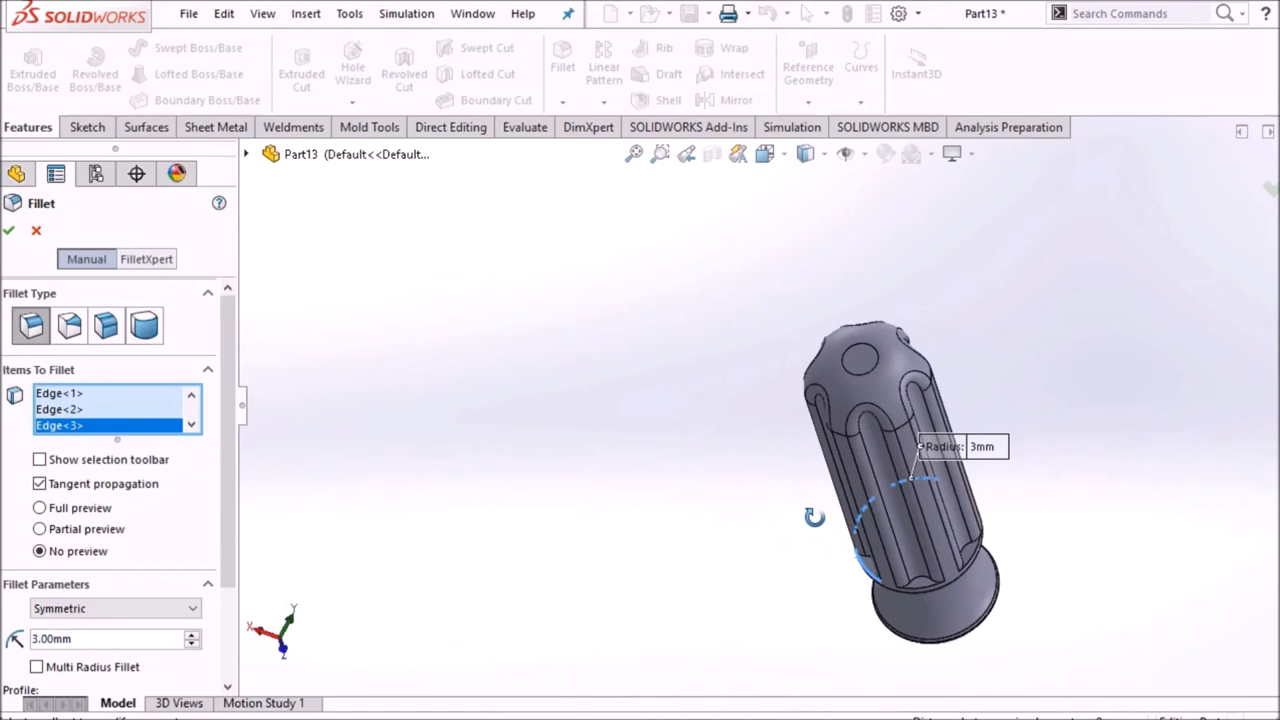 SOLIDWORKS File Edit View Insert Tools Simulation Window Help Part13 * Search Commands ?
Extruded Boss/Base Revolved Boss/Base Swept Boss/Base Lofted Boss/Base Boundary Boss/Base Extruded Cut Hole Wizard Revolved Cut Swept Cut Lofted Cut Boundary Cut Fillet Linear Pattern Rib Draft Shell Wrap Intersect Mirror Reference Geometry Curves Instant3D
Features Sketch Surfaces Sheet Metal Weldments Mold Tools Direct Editing Evaluate DimXpert SOLIDWORKS Add-Ins Simulation SOLIDWORKS MBD Analysis Preparation
Part13 (Default<<Default...
Fillet ?
Manual FilletXpert
Fillet Type
Items To Fillet
Edge<1>
Edge<2>
Edge<3>
Radius: 3mm
Show selection toolbar
Tangent propagation
Full preview
Partial preview
No preview
Fillet Parameters
Symmetric
Y
X
Z
3.00mm
Multi Radius Fillet
Profile:
Model 3D Views Motion Study 1